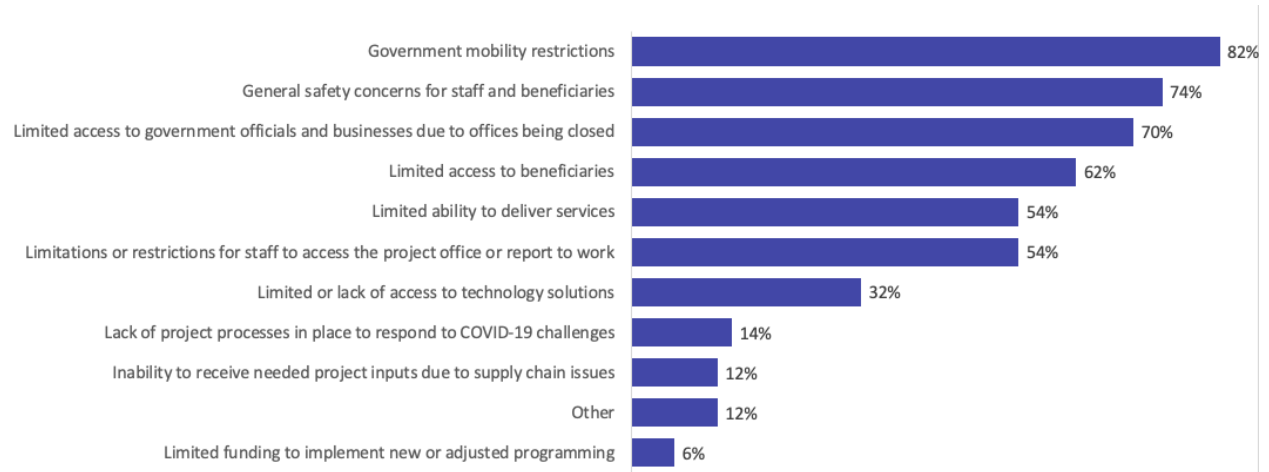 Government mobility restrictions 82%
General safety concerns for staff and beneficiaries 74%
Limited access to government officials and businesses due to offices being closed 70%
Limited access to beneficiaries 62%
Limited ability to deliver services 54%
Limitations or restrictions for staff to access the project office or report to work 54%
Limited or lack of access to technology solutions 32%
Lack of project processes in place to respond to COVID-19 challenges 14%
Inability to receive needed project inputs due to supply chain issues 12%
Other 12%
Limited funding to implement new or adjusted programming 6%